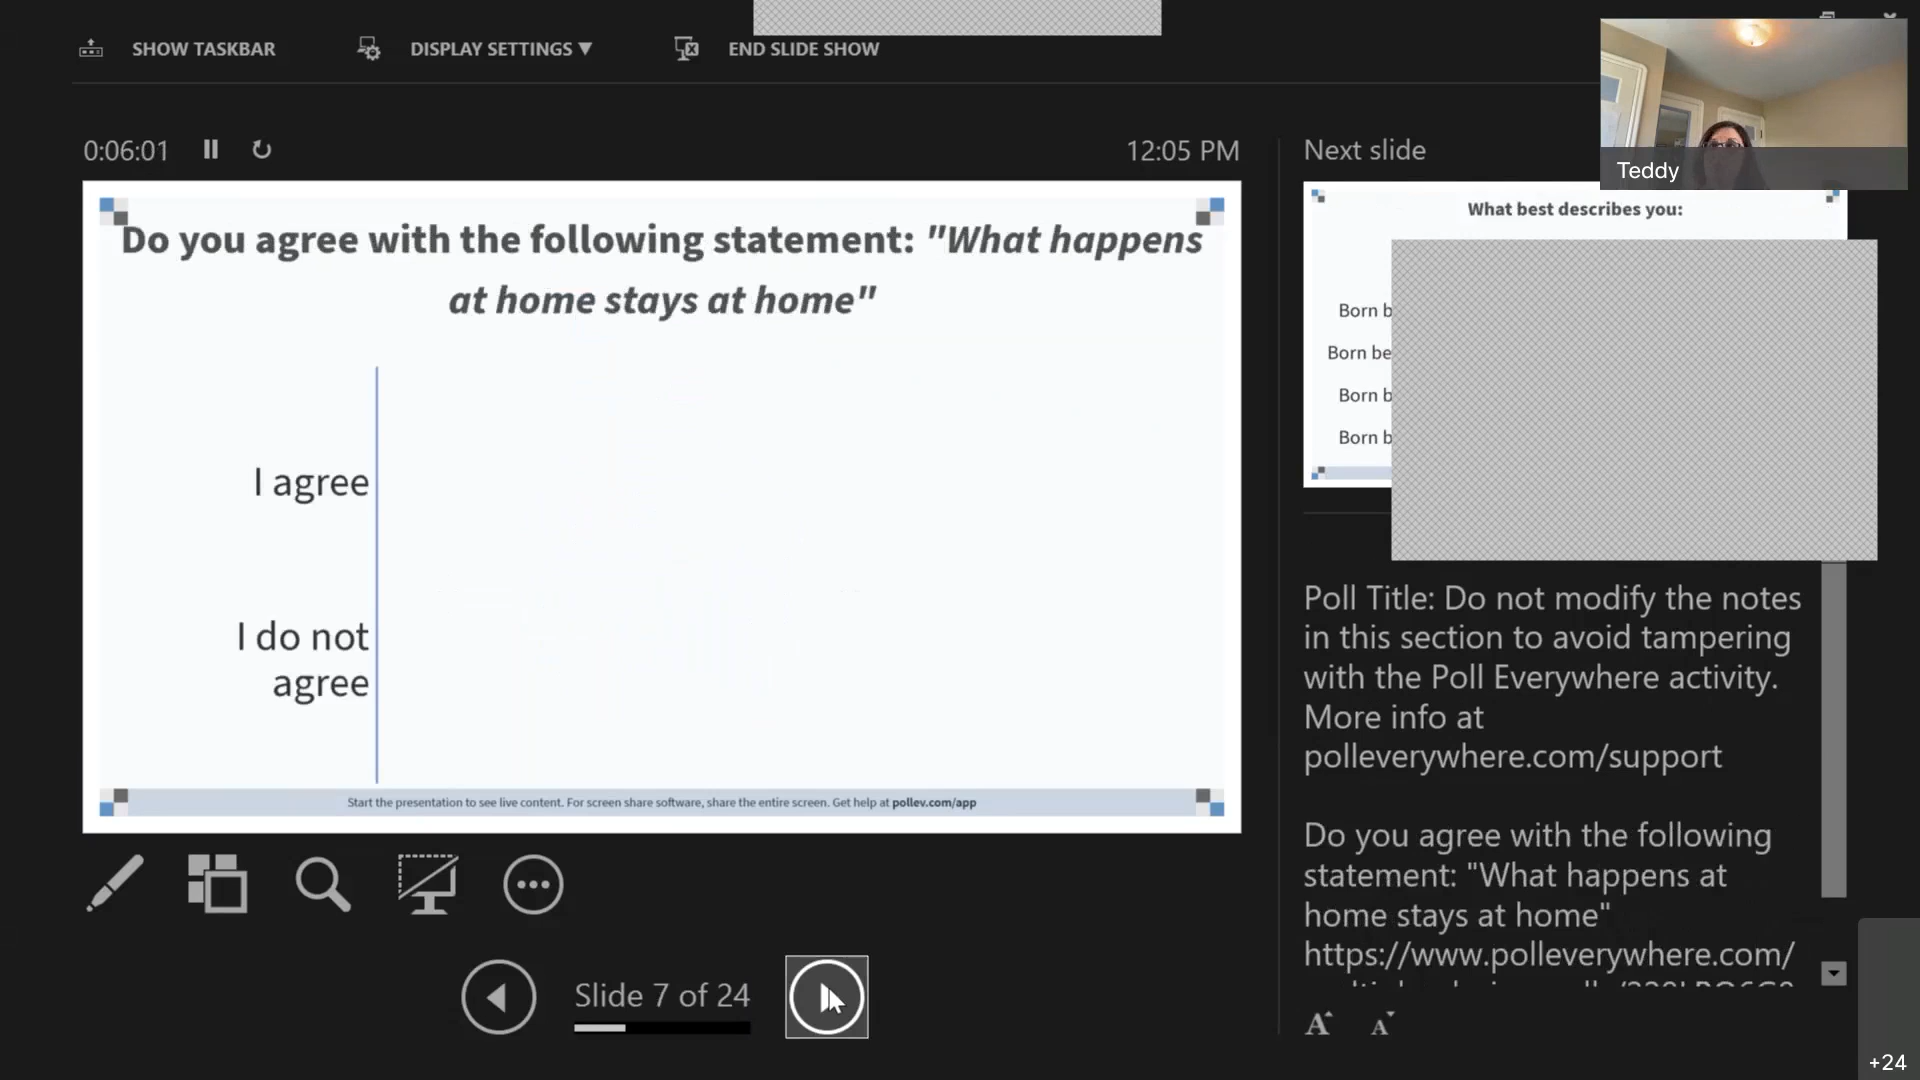 SHOW TASKBAR
DISPLAY SETTINGS ▼
END SLIDE SHOW
0:06:01
12:05 PM
Next slide
Teddy
Do you agree with the following statement: "What happens
at home stays at home"
I agree
I do not
agree
Start the presentation to see live content. For screen share software, share the entire screen. Get help at pollev.com/app
What best describes you:
Born b
Born be
Born b
Born b
Poll Title: Do not modify the notes
in this section to avoid tampering
with the Poll Everywhere activity.
More info at
polleverywhere.com/support
Do you agree with the following
statement: "What happens at
home stays at home"
https://www.polleverywhere.com/
Slide 7 of 24
A A
+24